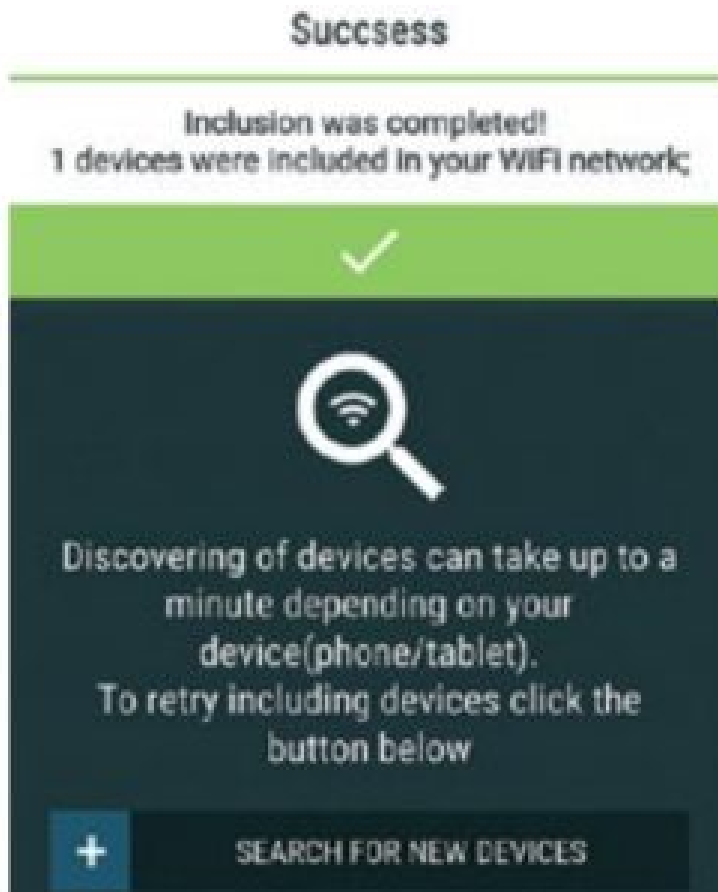 Succsess
Inclusion was completed!
1 devices were included in your WiFi network;
Discovering of devices can take up to a
minute depending on your
device(phone/tablet).
To retry including devices click the
button below
+ SEARCH FOR NEW DEVICES